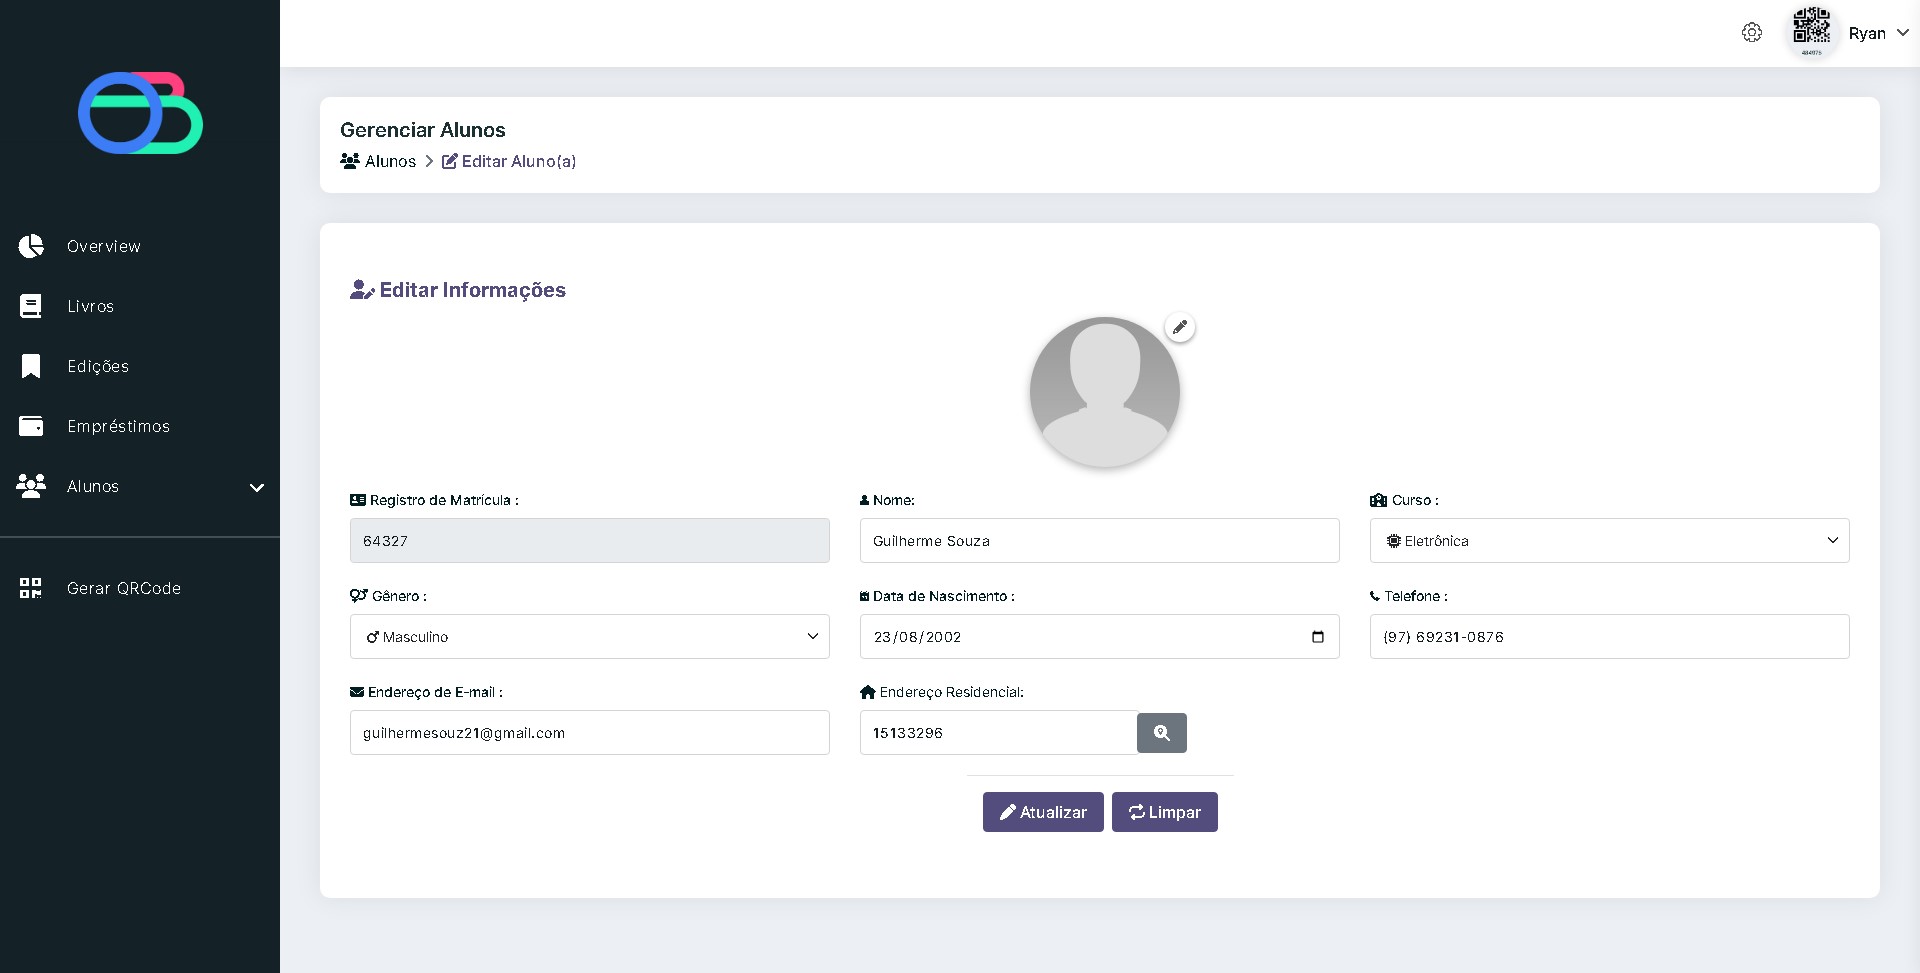 484975
Ryan
Gerenciar Alunos
Alunos > Editar Aluno(a)
Overview
Livros
Edições
Empréstimos
Alunos
Gerar QRCode
Editar Informações
Registro de Matrícula :
64327
Nome:
Guilherme Souza
Curso :
Eletrônica
Gênero :
Masculino
Data de Nascimento :
23/08/2002
Telefone :
(97) 69231-0876
Endereço de E-mail :
guilhermesouz21@gmail.com
Endereço Residencial:
15133296
Atualizar
Limpar